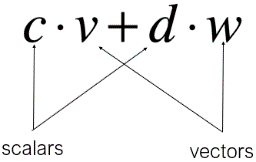 c · v + d · w
scalars vectors